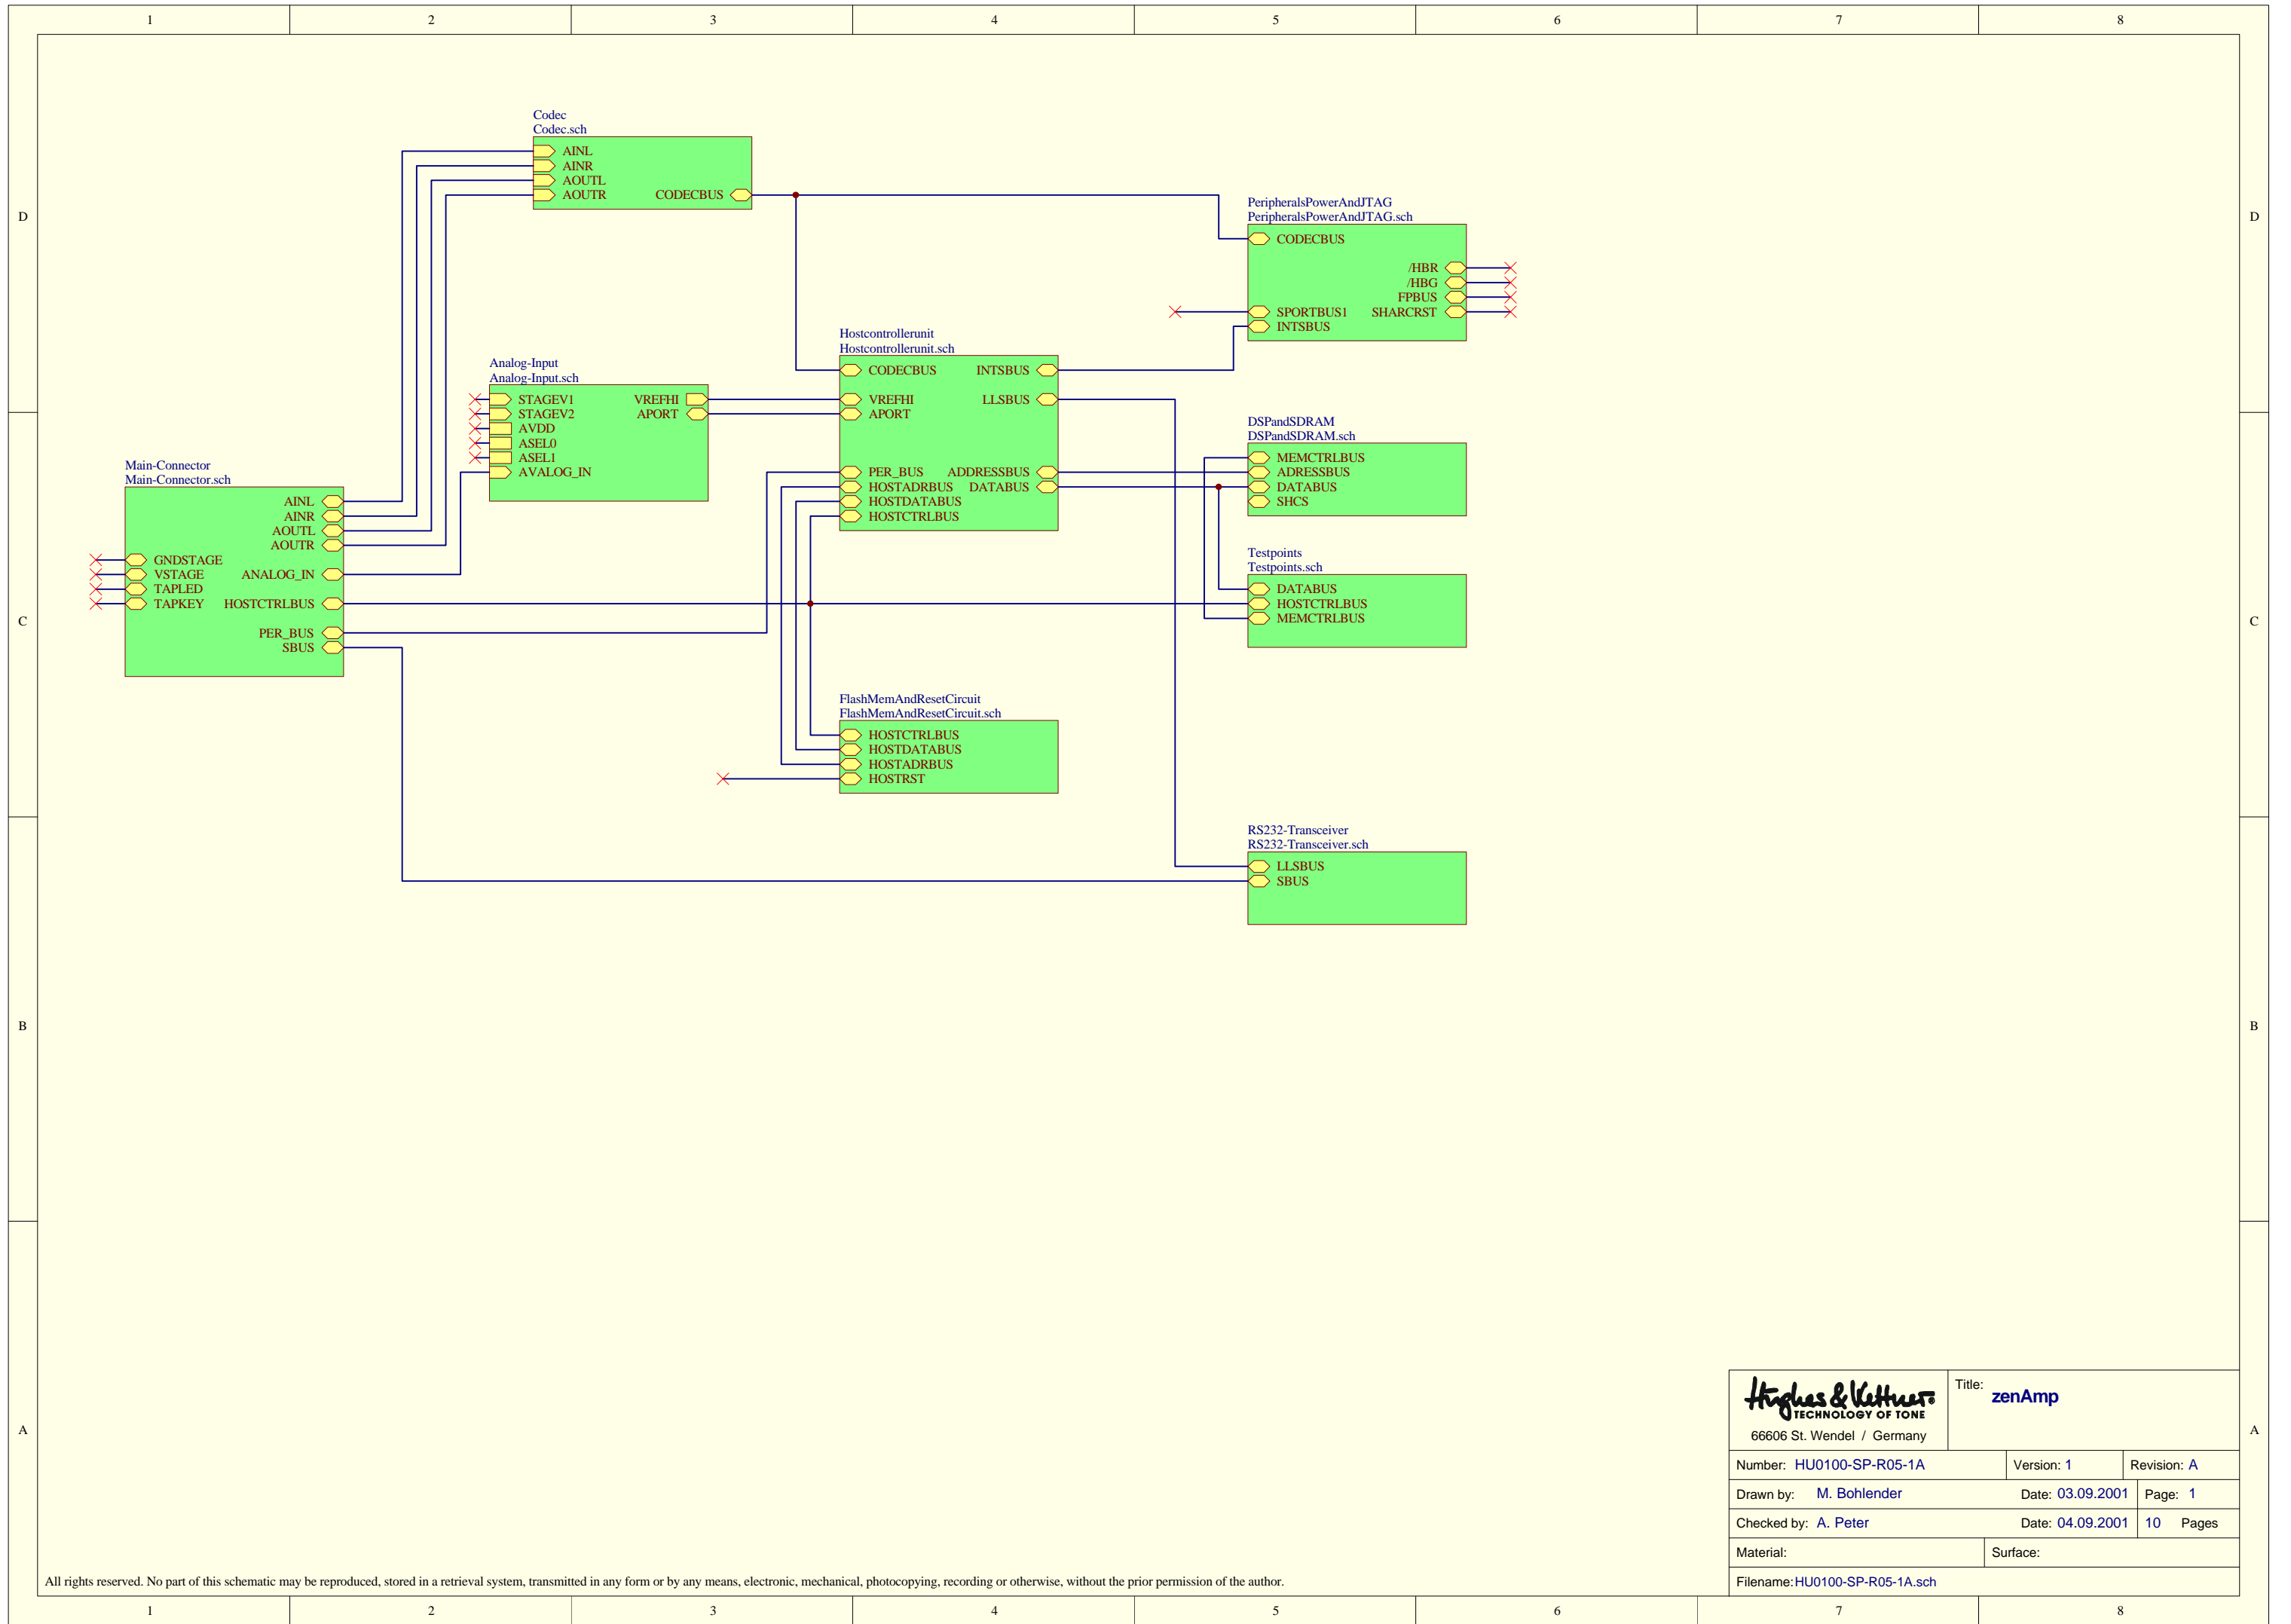 1 2 3 4 5 6 7 8
D
D
C
C
B
B
A
A
Codec
Codec.sch
AINL
AINR
AOUTL
AOUTR CODECBUS
PeripheralsPowerAndJTAG
PeripheralsPowerAndJTAG.sch
CODECBUS
/HBR
/HBG
FPBUS
SPORTBUS1 SHARCRST
INTSBUS
Hostcontrollerunit
Hostcontrollerunit.sch
CODECBUS INTSBUS
VREFHI LLSBUS
APORT
PER_BUS ADDRESSBUS
HOSTADRBUS DATABUS
HOSTDATABUS
HOSTCTRLBUS
Analog-Input
Analog-Input.sch
STAGEV1 VREFHI
STAGEV2 APORT
AVDD
ASEL0
ASEL1
AVALOG_IN
DSPandSDRAM
DSPandSDRAM.sch
MEMCTRLBUS
ADRESSBUS
DATABUS
SHCS
Main-Connector
Main-Connector.sch
AINL
AINR
AOUTL
AOUTR
GNDSTAGE
VSTAGE ANALOG_IN
TAPLED
TAPKEY HOSTCTRLBUS
PER_BUS
SBUS
Testpoints
Testpoints.sch
DATABUS
HOSTCTRLBUS
MEMCTRLBUS
FlashMemAndResetCircuit
FlashMemAndResetCircuit.sch
HOSTCTRLBUS
HOSTDATABUS
HOSTADRBUS
HOSTRST
RS232-Transceiver
RS232-Transceiver.sch
LLSBUS
SBUS
Hughes & Kettner®
TECHNOLOGY OF TONE
66606 St. Wendel / Germany
Title: zenAmp
Number: HU0100-SP-R05-1A Version: 1 Revision: A
Drawn by: M. Bohlender Date: 03.09.2001 Page: 1
Checked by: A. Peter Date: 04.09.2001 10 Pages
Material: Surface:
Filename: HU0100-SP-R05-1A.sch
All rights reserved. No part of this schematic may be reproduced, stored in a retrieval system, transmitted in any form or by any means, electronic, mechanical, photocopying, recording or otherwise, without the prior permission of the author.
1 2 3 4 5 6 7 8